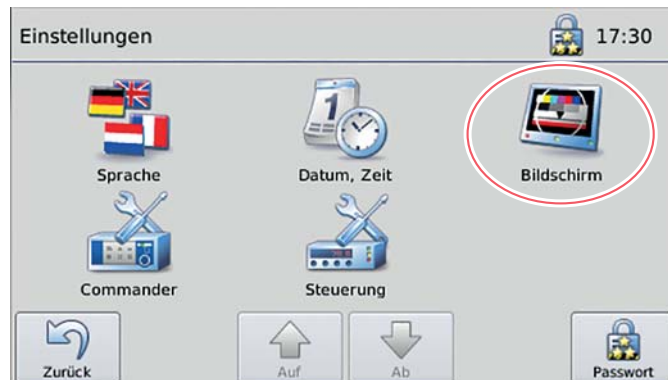 Einstellungen
17:30
Sprache
Datum, Zeit
Bildschirm
Commander
Steuerung
Zurück
Auf
Ab
Passwort